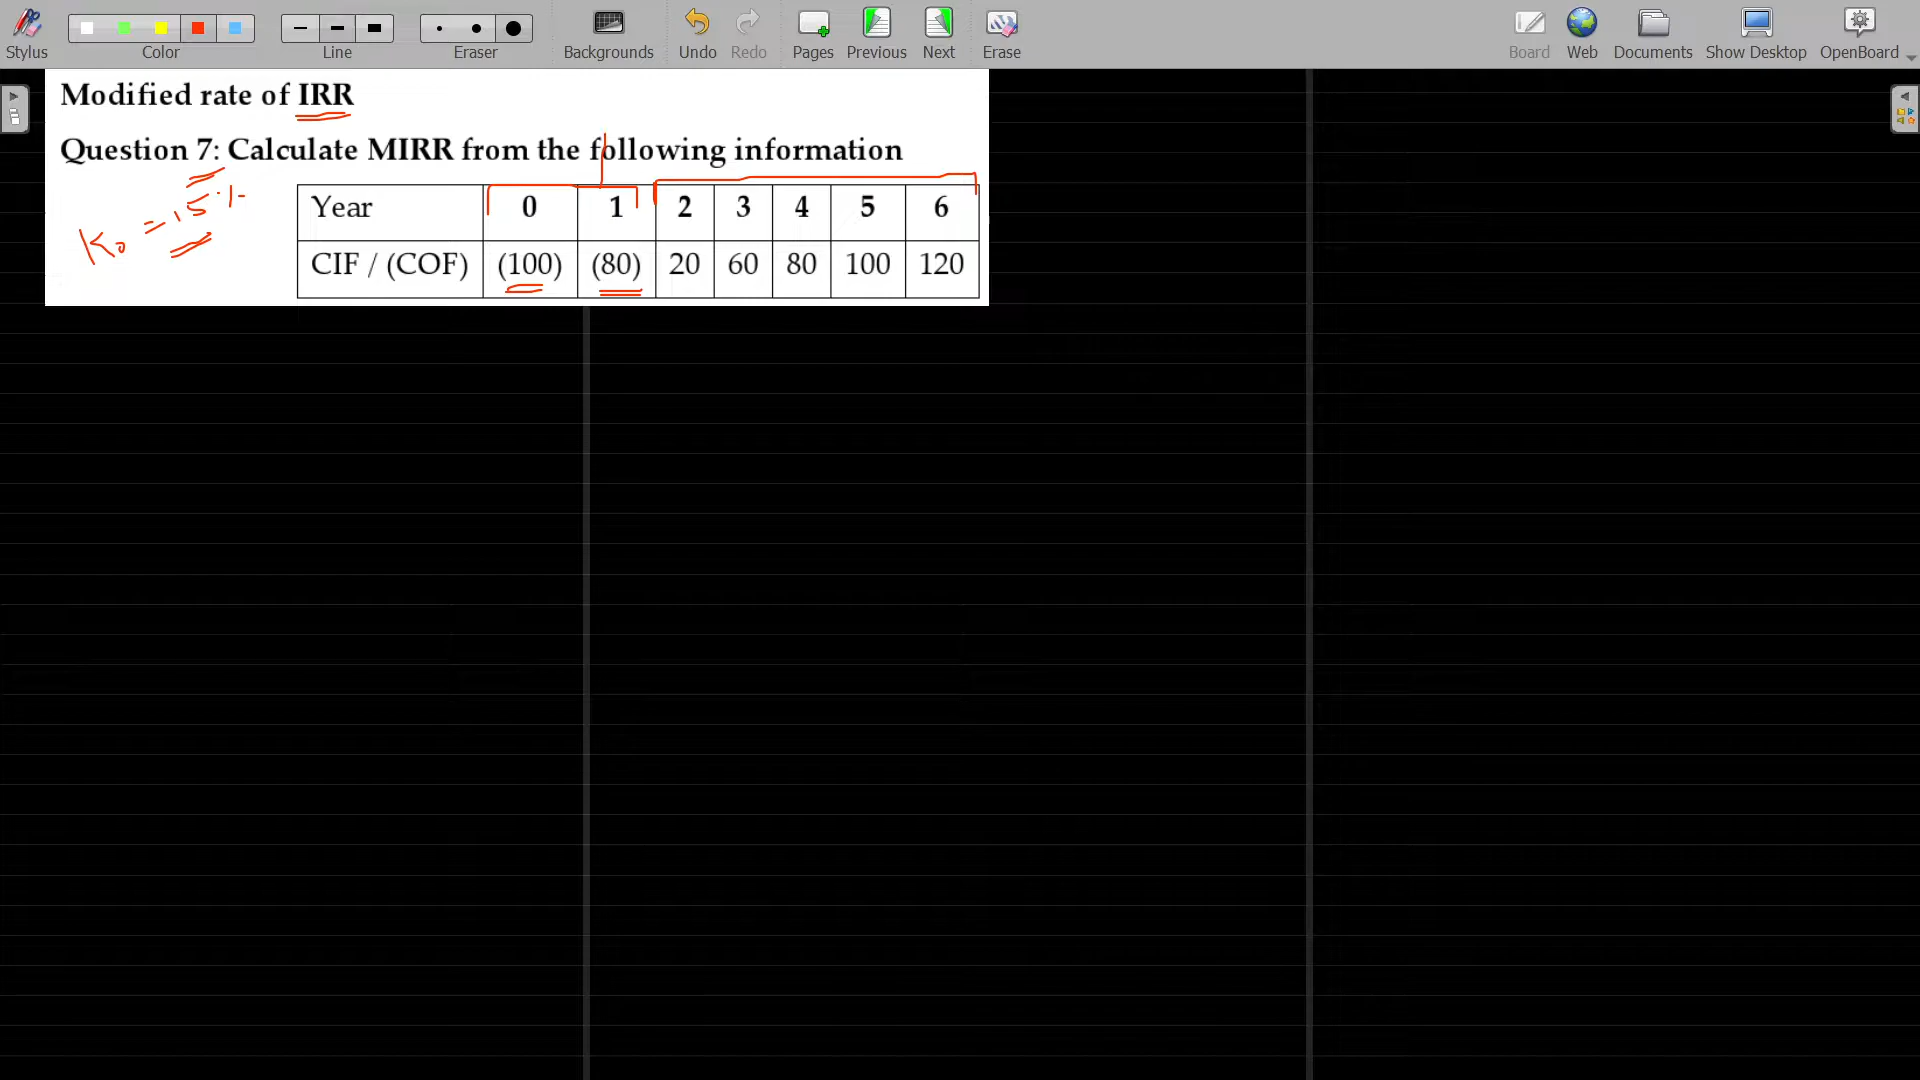 Stylus Color Line Eraser Backgrounds Undo Redo Pages Previous Next Erase Board Web Documents Show Desktop OpenBoard
Modified rate of IRR
Question 7: Calculate MIRR from the following information
K₀ = 15%
Year 0 1 2 3 4 5 6
CIF / (COF) (100) (80) 20 60 80 100 120